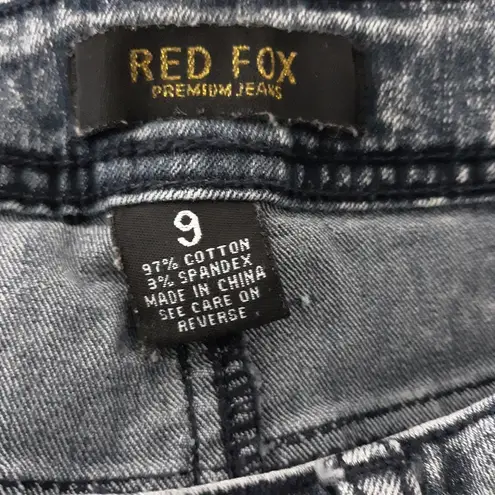 RED FOX
PREMIUM JEANS
9
97% COTTON
3% SPANDEX
MADE IN CHINA
SEE CARE ON
REVERSE